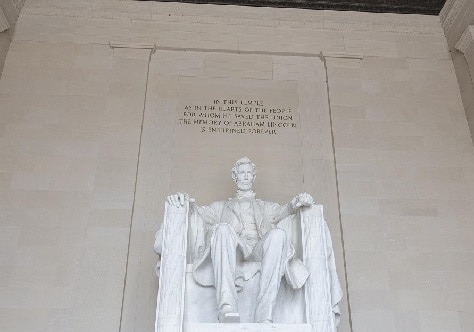 IN THIS TEMPLE
AS IN THE HEARTS OF THE PEOPLE
FOR WHOM HE SAVED THE UNION
THE MEMORY OF ABRAHAM LINCOLN
IS ENSHRINED FOREVER